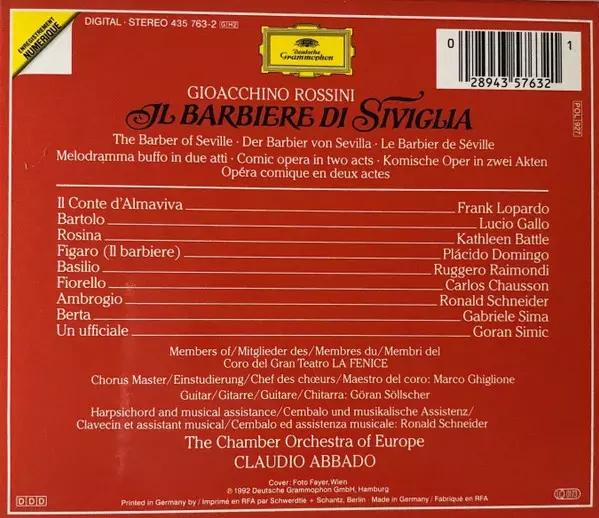 ENREGISTREMENT
NUMÉRIQUE
DIGITAL · STEREO 435 763-2 GH2
Deutsche
Grammophon
0 1
28943 57632
POL 927
GIOACCHINO ROSSINI
IL BARBIERE DI SIVIGLIA
The Barber of Seville · Der Barbier von Sevilla · Le Barbier de Séville
Melodramma buffo in due atti · Comic opera in two acts · Komische Oper in zwei Akten
Opéra comique en deux actes
Il Conte d'Almaviva Frank Lopardo
Bartolo Lucio Gallo
Rosina Kathleen Battle
Figaro (Il barbiere) Plácido Domingo
Basilio Ruggero Raimondi
Fiorello Carlos Chausson
Ambrogio Ronald Schneider
Berta Gabriele Sima
Un ufficiale Goran Simic
Members of/Mitglieder des/Membres du/Membri del
Coro del Gran Teatro LA FENICE
Chorus Master/Einstudierung/Chef des chœurs/Maestro del coro: Marco Ghiglione
Guitar/Gitarre/Guitare/Chitarra: Göran Söllscher
Harpsichord and musical assistance/Cembalo und musikalische Assistenz/
Clavecin et assistant musical/Cembalo ed assistenza musicale: Ronald Schneider
The Chamber Orchestra of Europe
CLAUDIO ABBADO
Cover: Foto Fayer, Wien
℗ 1992 Deutsche Grammophon GmbH, Hamburg
DDD
Printed in Germany by / Imprimé en RFA par Schwerdtle + Schantz, Berlin · Made in Germany / Fabriqué en RFA